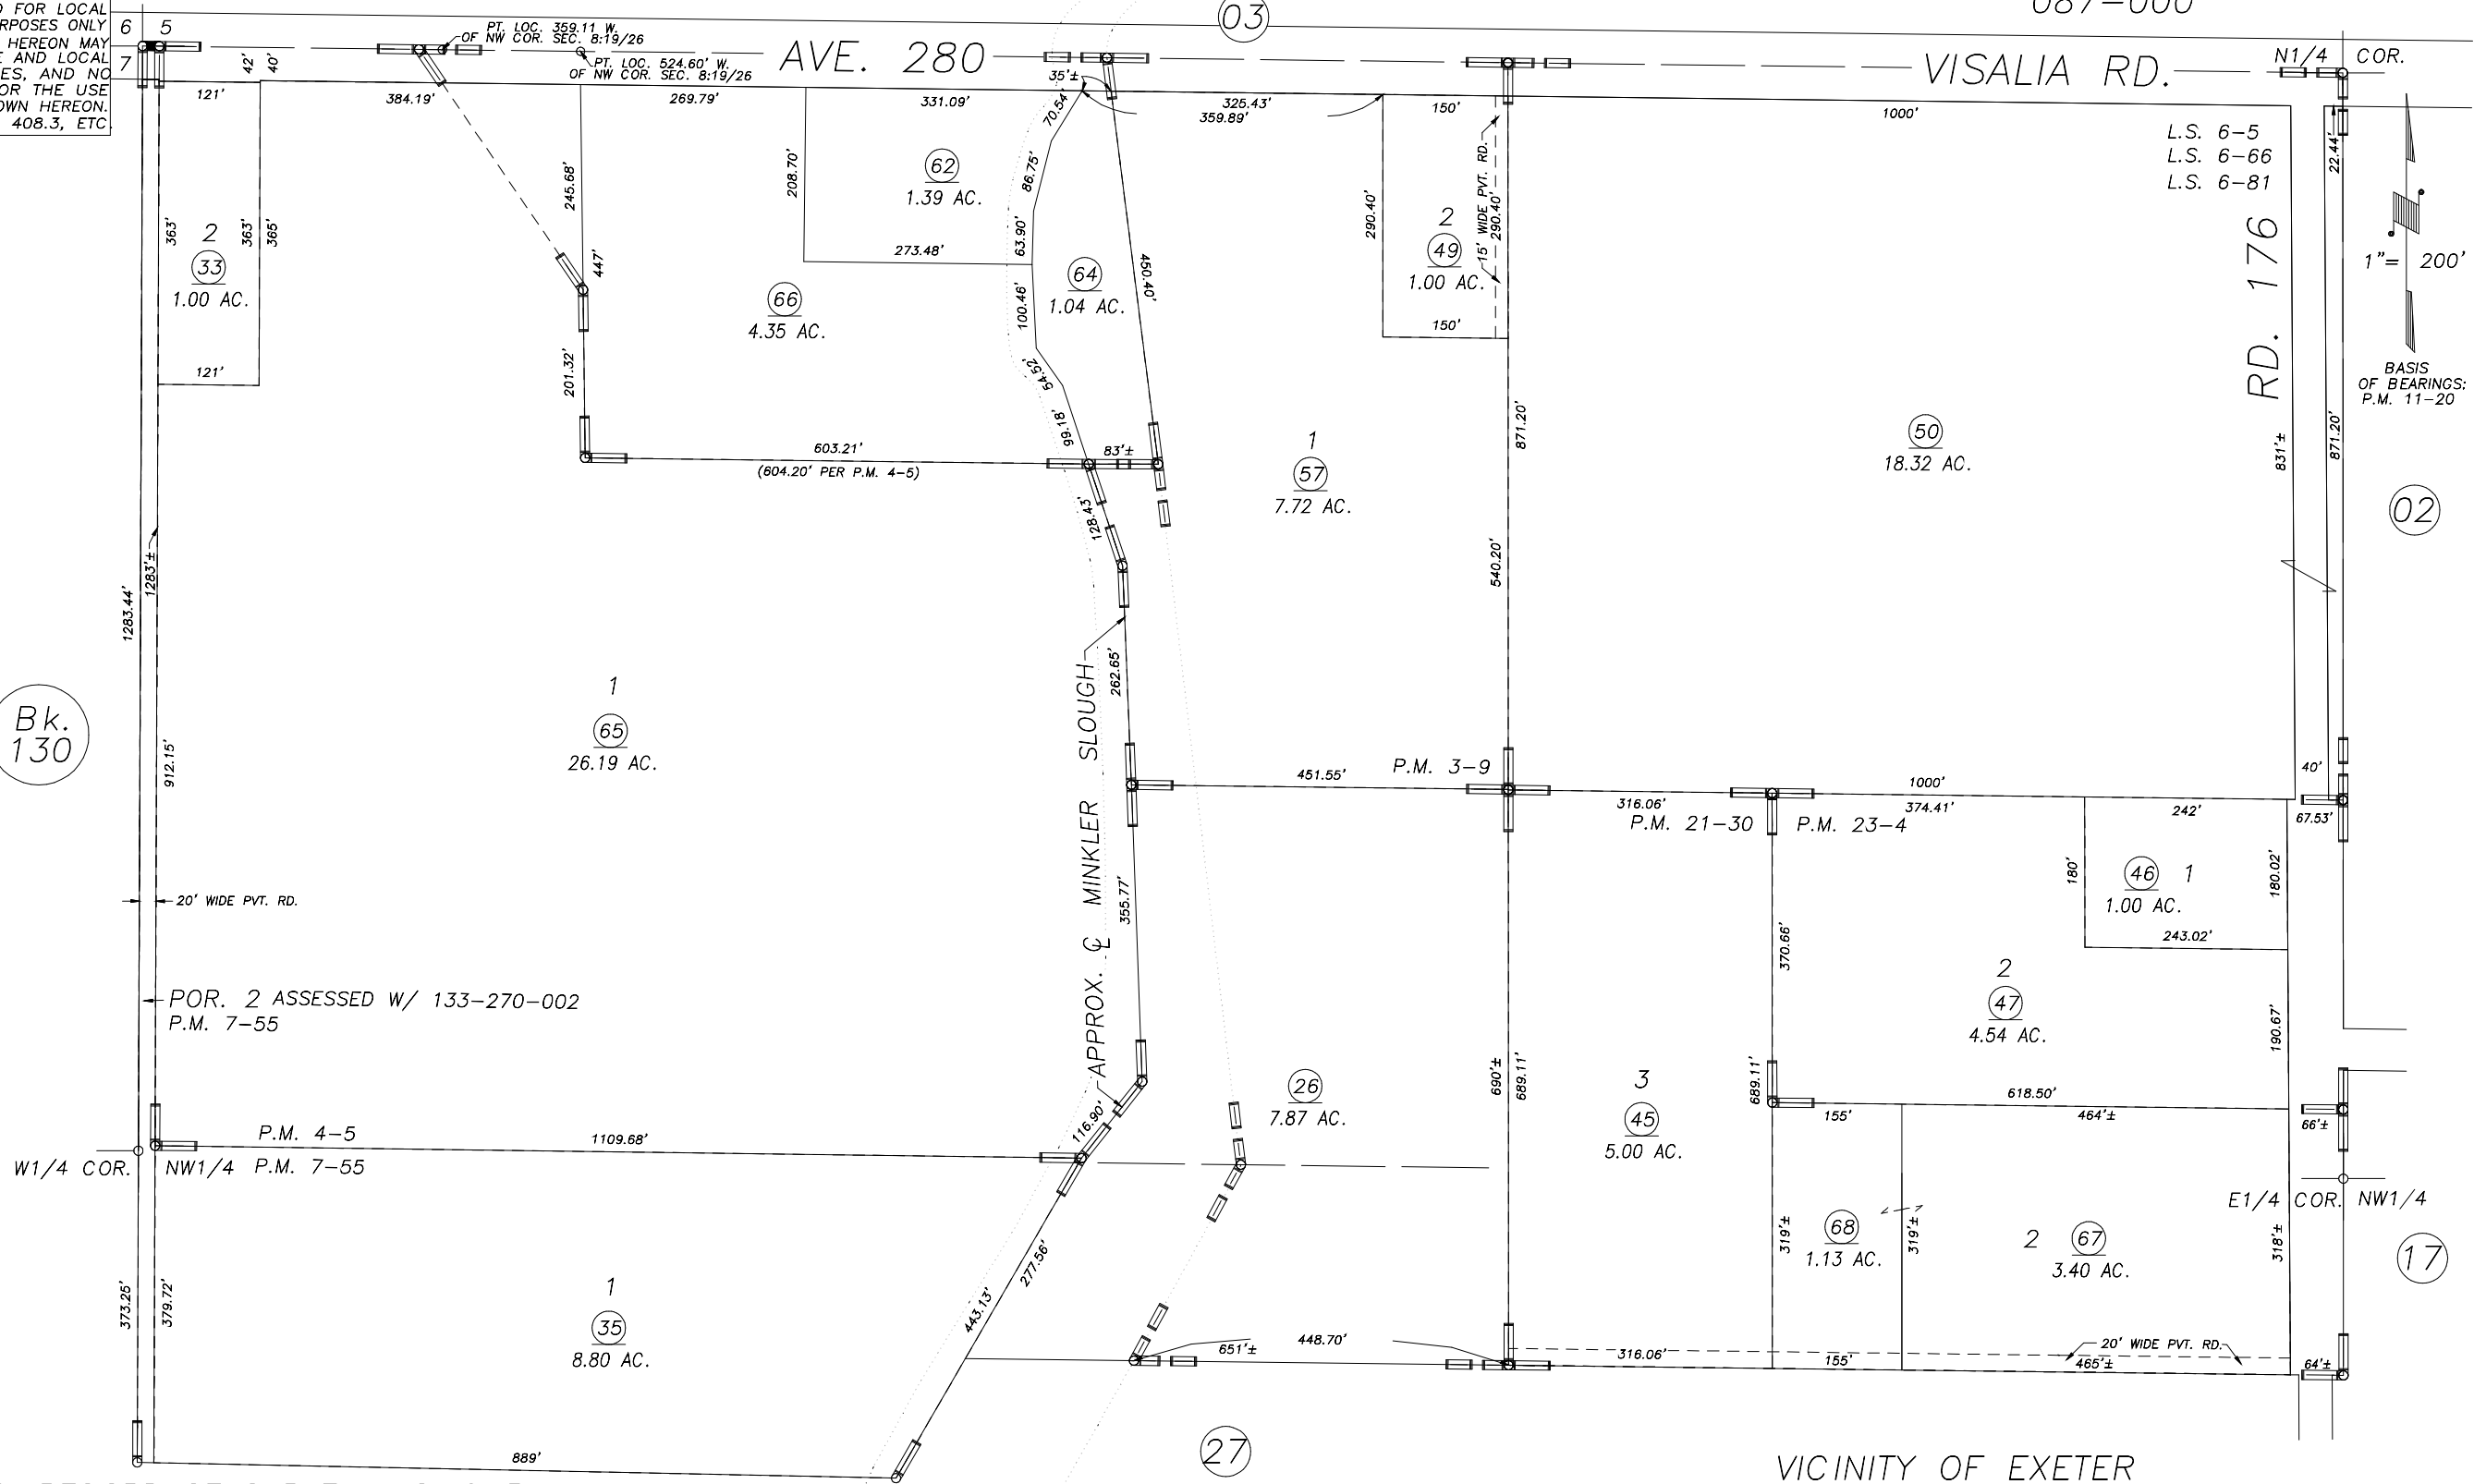 FOR LOCAL
RPOSES ONLY
HEREON MAY
AND LOCAL
ES, AND NO
OR THE USE
OWN HEREON.
408.3, ETC.
6 5
7
03
087-000
PT. LOC. 359.11 W.
OF NW COR. SEC. 8:19/26
PT. LOC. 524.60' W.
OF NW COR. SEC. 8:19/26
AVE. 280
VISALIA RD.
N1/4 COR.
42'
40'
121'
384.19'
269.79'
331.09'
35'±
70.54'
325.43'
359.89'
150'
1000'
L.S. 6-5
L.S. 6-66
L.S. 6-81
22.44'
1"= 200'
BASIS
OF BEARINGS:
P.M. 11-20
363'
2
33
1.00 AC.
363'
365'
121'
245.68'
447'
201.32'
208.70'
62
1.39 AC.
273.48'
86.75'
63.90'
100.46'
54.52'
99.18'
66
4.35 AC.
64
1.04 AC.
450.40'
290.40'
2
49
1.00 AC.
150'
15' WIDE PVT. RD.
290.40'
RD. 176
603.21'
(604.20' PER P.M. 4-5)
83'±
128.43'
1
57
7.72 AC.
871.20'
540.20'
50
18.32 AC.
831'±
871.20'
02
1283.44'
1283'±
Bk.
130
912.15'
1
65
26.19 AC.
262.65'
APPROX. ℄ MINKLER SLOUGH
355.77'
451.55'
P.M. 3-9
316.06'
P.M. 21-30
1000'
374.41'
P.M. 23-4
242'
40'
67.53'
180'
46 1
1.00 AC.
180.02'
243.02'
20' WIDE PVT. RD.
370.66'
2
47
4.54 AC.
190.67'
POR. 2 ASSESSED W/ 133-270-002
P.M. 7-55
26
7.87 AC.
690'±
689.11'
3
45
5.00 AC.
689.11'
155'
618.50'
464'±
66'±
116.90'
P.M. 4-5
1109.68'
W1/4 COR. NW1/4 P.M. 7-55
E1/4 COR. NW1/4
277.56'
443.13'
373.25'
379.72'
1
35
8.80 AC.
319'±
68
1.13 AC.
319'±
2 67
3.40 AC.
318'±
17
651'±
448.70'
316.06'
155'
20' WIDE PVT. RD.
465'±
64'±
889'
27
VICINITY OF EXETER